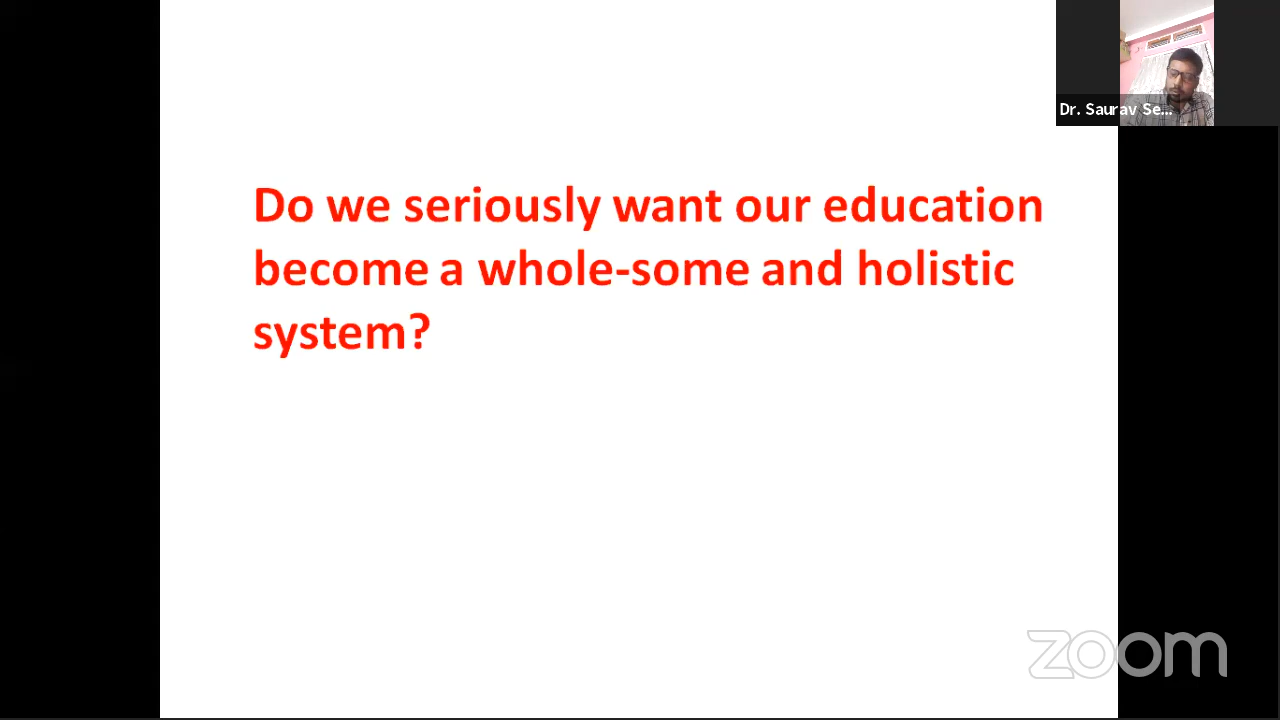 Dr. Saurav Se...
Do we seriously want our education
become a whole-some and holistic
system?
zoom